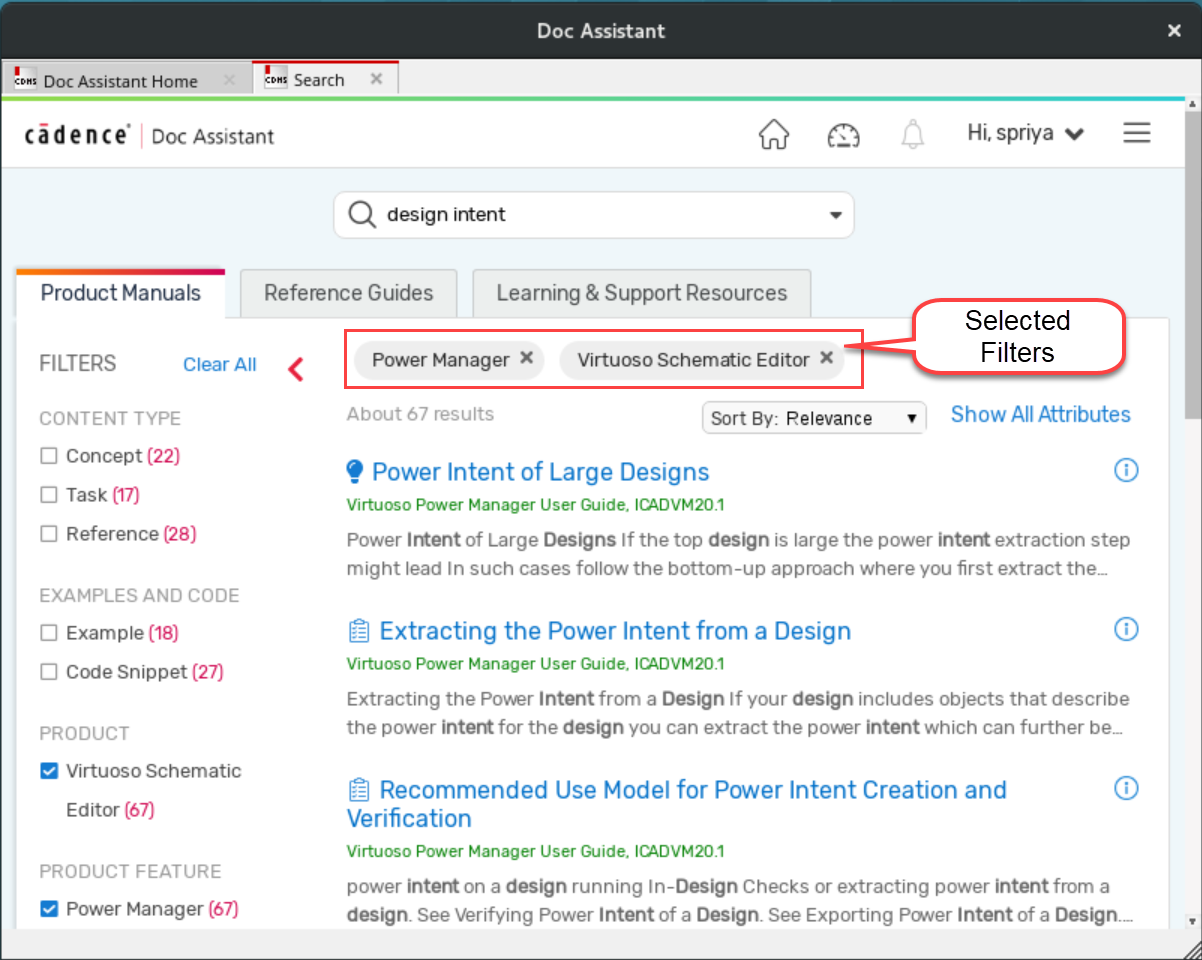 Doc Assistant
CDMS Doc Assistant Home
CDMS Search
cādence® | Doc Assistant
Hi, spriya
design intent
Product Manuals
Reference Guides
Learning & Support Resources
Selected
Filters
FILTERS Clear All
Power Manager ×
Virtuoso Schematic Editor ×
About 67 results
Sort By: Relevance
Show All Attributes
CONTENT TYPE
Concept (22)
Task (17)
Reference (28)
EXAMPLES AND CODE
Example (18)
Code Snippet (27)
PRODUCT
Virtuoso Schematic
Editor (67)
PRODUCT FEATURE
Power Manager (67)
Power Intent of Large Designs
Virtuoso Power Manager User Guide, ICADVM20.1
Power Intent of Large Designs If the top design is large the power intent extraction step
might lead In such cases follow the bottom-up approach where you first extract the...
Extracting the Power Intent from a Design
Virtuoso Power Manager User Guide, ICADVM20.1
Extracting the Power Intent from a Design If your design includes objects that describe
the power intent for the design you can extract the power intent which can further be...
Recommended Use Model for Power Intent Creation and
Verification
Virtuoso Power Manager User Guide, ICADVM20.1
power intent on a design running In-Design Checks or extracting power intent from a
design. See Verifying Power Intent of a Design. See Exporting Power Intent of a Design....